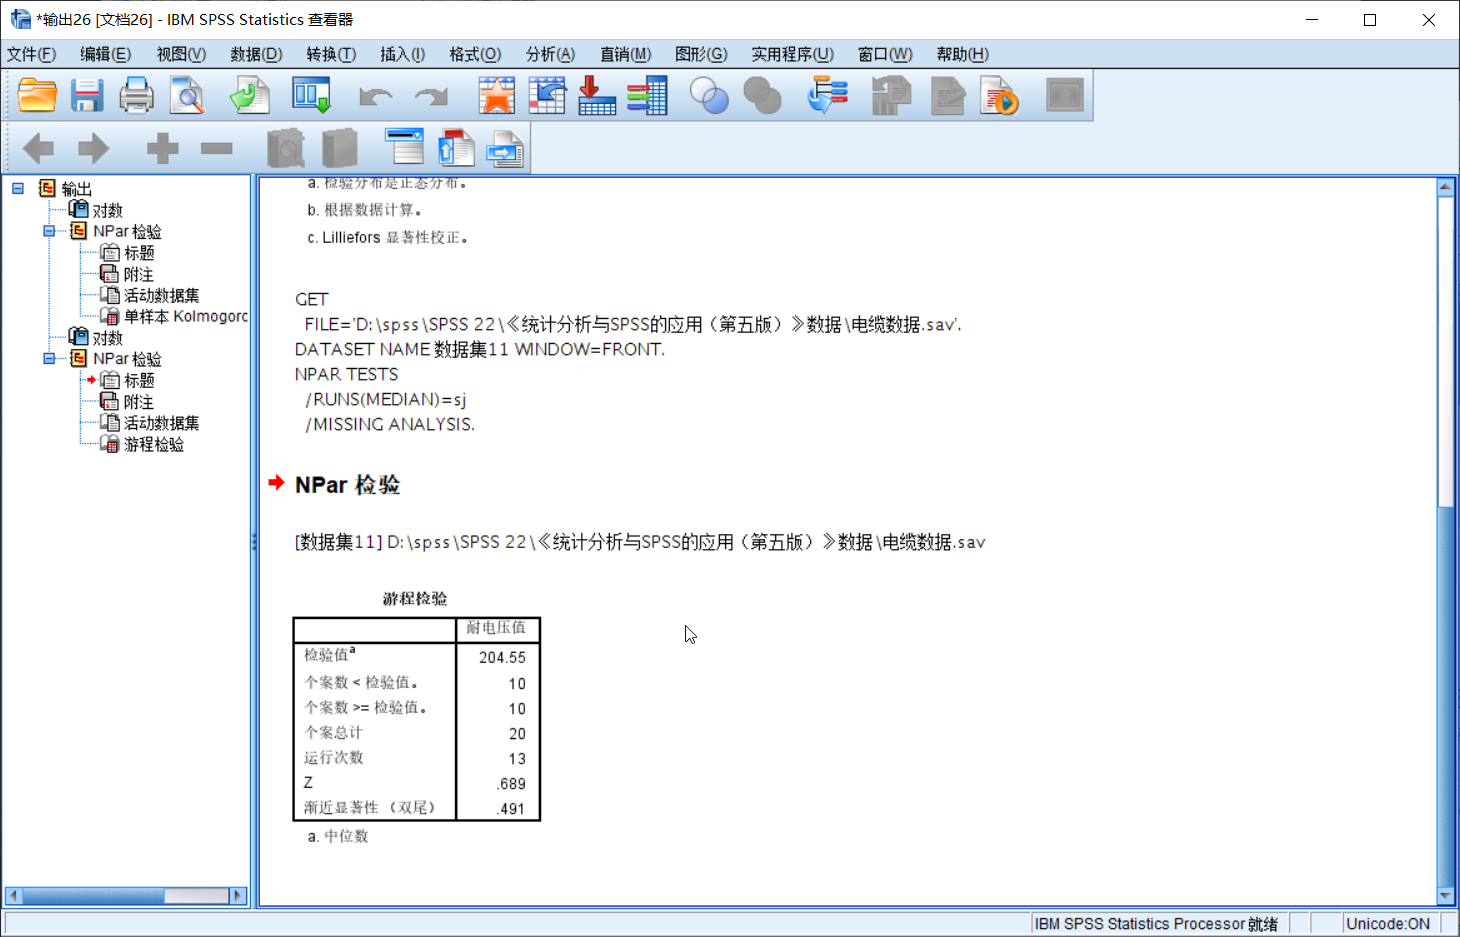 *输出26 [文档26] - IBM SPSS Statistics 查看器
文件(F) 编辑(E) 视图(V) 数据(D) 转换(T) 插入(I) 格式(O) 分析(A) 直销(M) 图形(G) 实用程序(U) 窗口(W) 帮助(H)
输出
对数
NPar 检验
标题
附注
活动数据集
单样本 Kolmogorc
对数
NPar 检验
标题
附注
活动数据集
游程检验
a. 检验分布是正态分布。
b. 根据数据计算。
c. Lilliefors 显著性校正。
GET
FILE='D:\spss\SPSS 22\《统计分析与SPSS的应用（第五版）》数据\电缆数据.sav'.
DATASET NAME 数据集11 WINDOW=FRONT.
NPAR TESTS
/RUNS(MEDIAN)=sj
/MISSING ANALYSIS.
NPar 检验
[数据集11] D:\spss\SPSS 22\《统计分析与SPSS的应用（第五版）》数据\电缆数据.sav
游程检验
耐电压值
检验值a 204.55
个案数 < 检验值。 10
个案数 >= 检验值。 10
个案总计 20
运行次数 13
Z .689
渐近显著性（双尾） .491
a. 中位数
IBM SPSS Statistics Processor 就绪 Unicode:ON